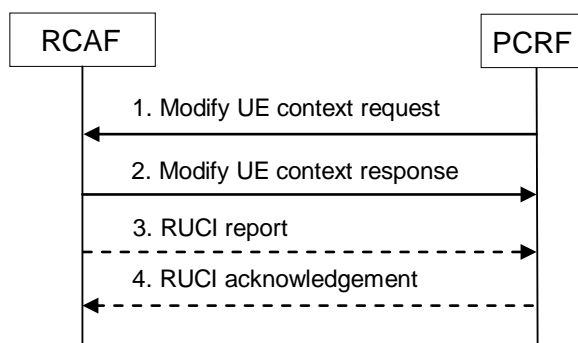 RCAF
PCRF
1. Modify UE context request
2. Modify UE context response
3. RUCI report
4. RUCI acknowledgement